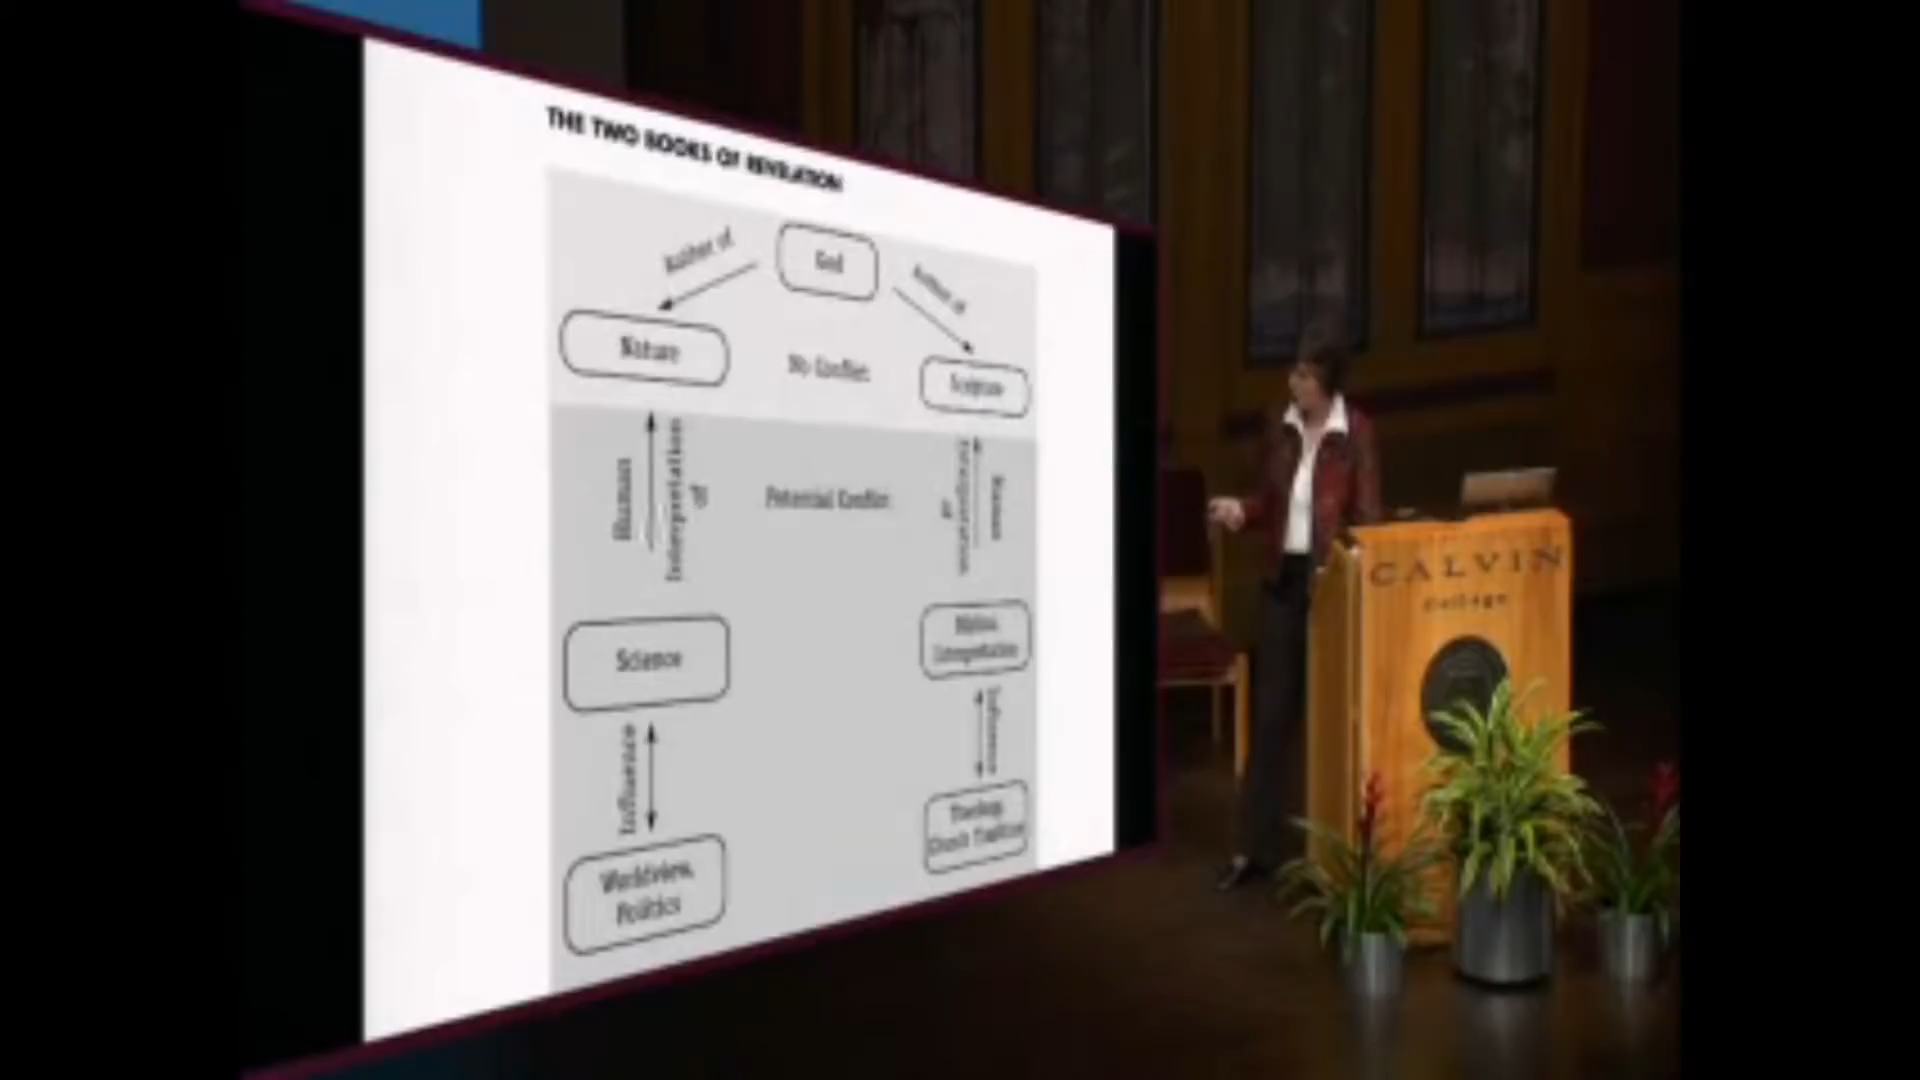 THE TWO BOOKS OF REVELATION
God
Author of
Author of
Nature
No Conflict
Scripture
Human
Interpretation
of
Potential Conflict
Human
Interpretation
of
Science
Biblical
Interpretation
Influence
Influence
Worldview,
Politics
Theology,
Church Tradition
CALVIN
College